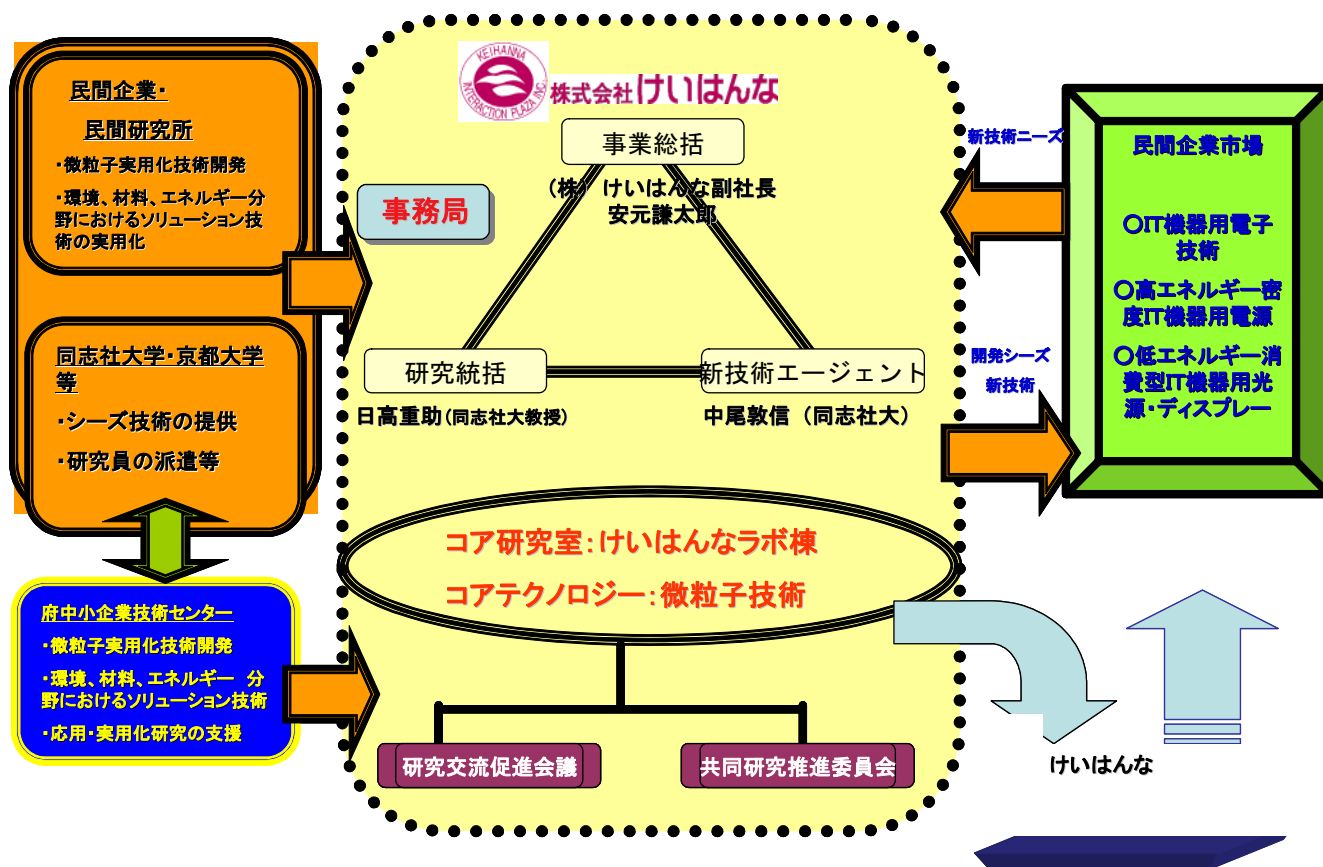 民間企業・
民間研究所
・微粒子実用化技術開発
・環境、材料、エネルギー分
野におけるソリューション技
術の実用化
同志社大学・京都大学
等
・シーズ技術の提供
・研究員の派遣等
府中小企業技術センター
・微粒子実用化技術開発
・環境、材料、エネルギー 分
野におけるソリューション技術
・応用・実用化研究の支援
KEIHANNA
INTERACTION PLAZA INC.
株式会社けいはんな
事業総括
(株) けいはんな副社長
安元謙太郎
事務局
研究統括
日高重助(同志社大教授)
新技術エージェント
中尾敦信(同志社大)
コア研究室:けいはんなラボ棟
コアテクノロジー:微粒子技術
研究交流促進会議
共同研究推進委員会
新技術ニーズ
開発シーズ
新技術
民間企業市場
○IT機器用電子
技術
○高エネルギー密
度IT機器用電源
○低エネルギー消
費型IT機器用光
源・ディスプレー
けいはんな